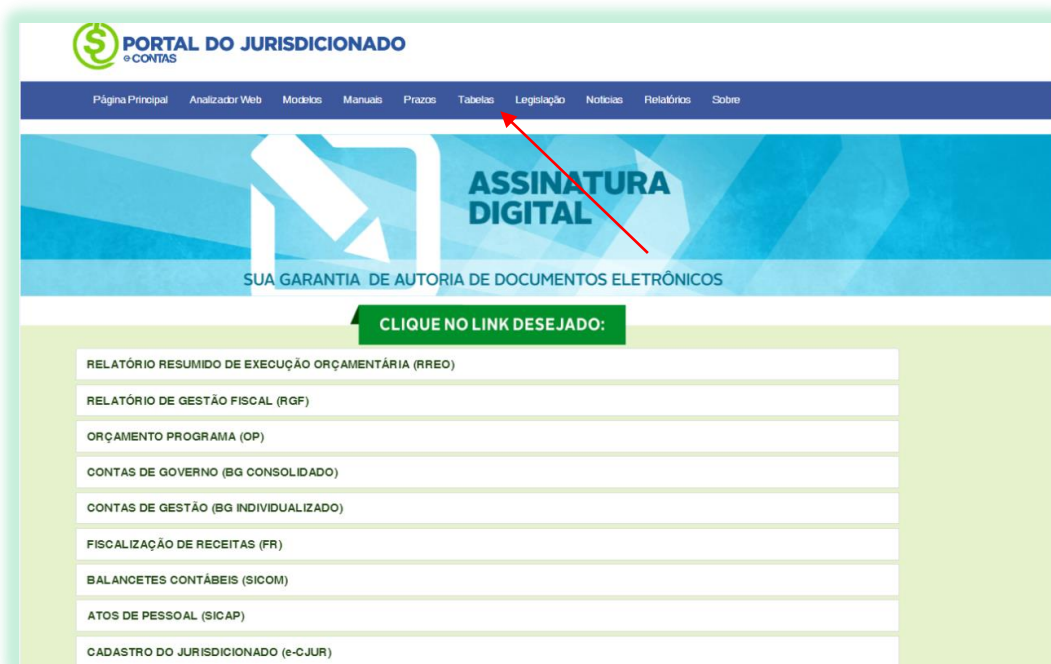 PORTAL DO JURISDICIONADO
e CONTAS
Página Principal Analizador Web Modelos Manuais Prazos Tabelas Legislação Noticias Relatórios Sobre
ASSINATURA
DIGITAL
SUA GARANTIA DE AUTORIA DE DOCUMENTOS ELETRÔNICOS
CLIQUE NO LINK DESEJADO:
RELATÓRIO RESUMIDO DE EXECUÇÃO ORÇAMENTÁRIA (RREO)
RELATÓRIO DE GESTÃO FISCAL (RGF)
ORÇAMENTO PROGRAMA (OP)
CONTAS DE GOVERNO (BG CONSOLIDADO)
CONTAS DE GESTÃO (BG INDIVIDUALIZADO)
FISCALIZAÇÃO DE RECEITAS (FR)
BALANCETES CONTÁBEIS (SICOM)
ATOS DE PESSOAL (SICAP)
CADASTRO DO JURISDICIONADO (e-CJUR)